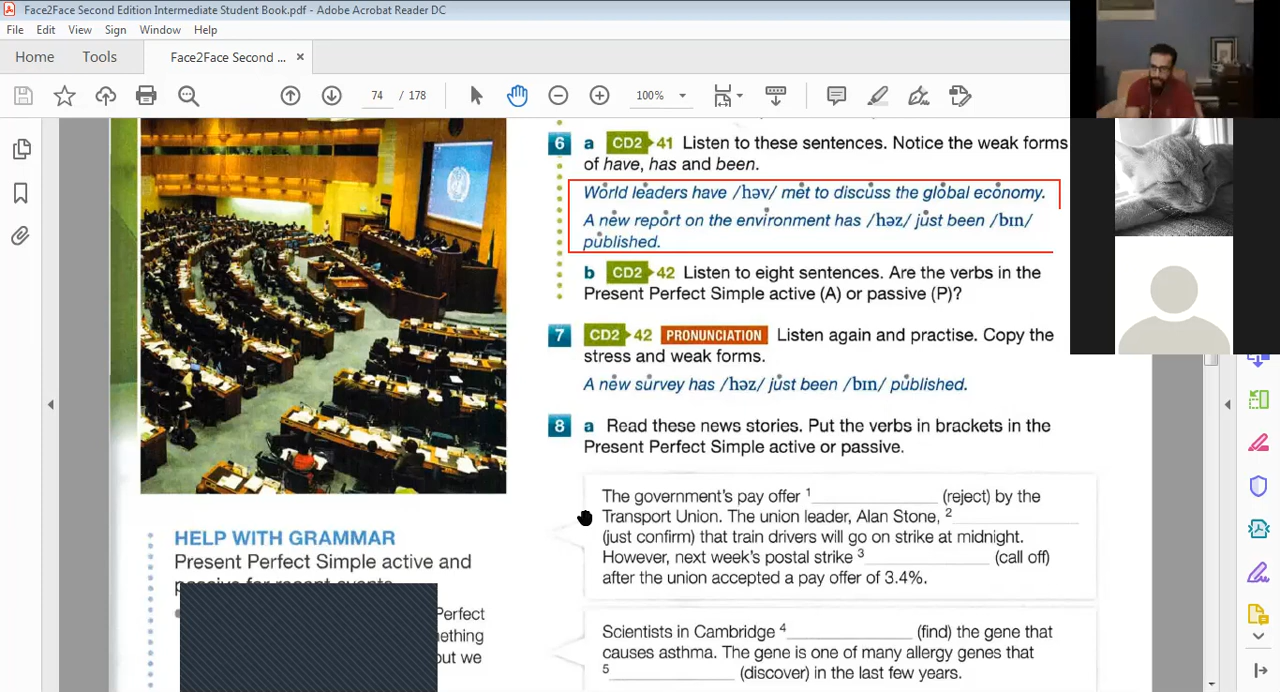 Face2Face Second Edition Intermediate Student Book.pdf - Adobe Acrobat Reader DC
File Edit View Sign Window Help
Home Tools Face2Face Second ... ×
74 / 178 100%
6 a CD2 41 Listen to these sentences. Notice the weak forms
of have, has and been.
World leaders have /həv/ met to discuss the global economy.
A new report on the environment has /həz/ just been /bɪn/
published.
b CD2 42 Listen to eight sentences. Are the verbs in the
Present Perfect Simple active (A) or passive (P)?
7 CD2 42 PRONUNCIATION Listen again and practise. Copy the
stress and weak forms.
A new survey has /həz/ just been /bɪn/ published.
8 a Read these news stories. Put the verbs in brackets in the
Present Perfect Simple active or passive.
The government's pay offer 1 ____________ (reject) by the
Transport Union. The union leader, Alan Stone, 2 ____________
(just confirm) that train drivers will go on strike at midnight.
However, next week's postal strike 3 ____________ (call off)
after the union accepted a pay offer of 3.4%.
Scientists in Cambridge 4 ____________ (find) the gene that
causes asthma. The gene is one of many allergy genes that
5 ____________ (discover) in the last few years.
HELP WITH GRAMMAR
Present Perfect Simple active and
passive for recent events
Perfect
but we